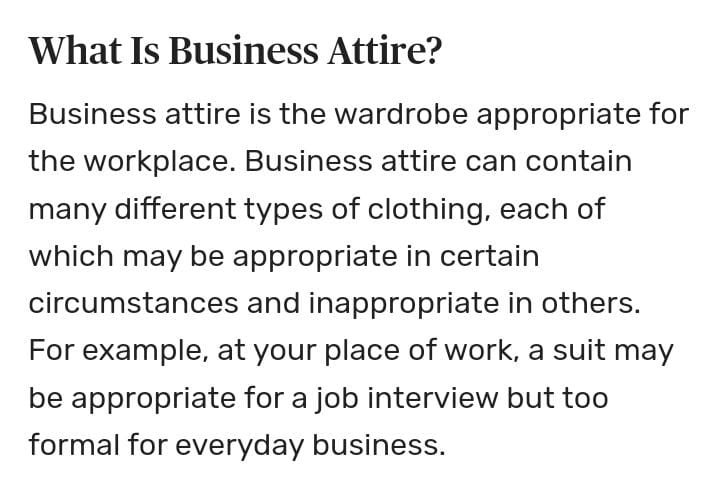 What Is Business Attire?
Business attire is the wardrobe appropriate for
the workplace. Business attire can contain
many different types of clothing, each of
which may be appropriate in certain
circumstances and inappropriate in others.
For example, at your place of work, a suit may
be appropriate for a job interview but too
formal for everyday business.